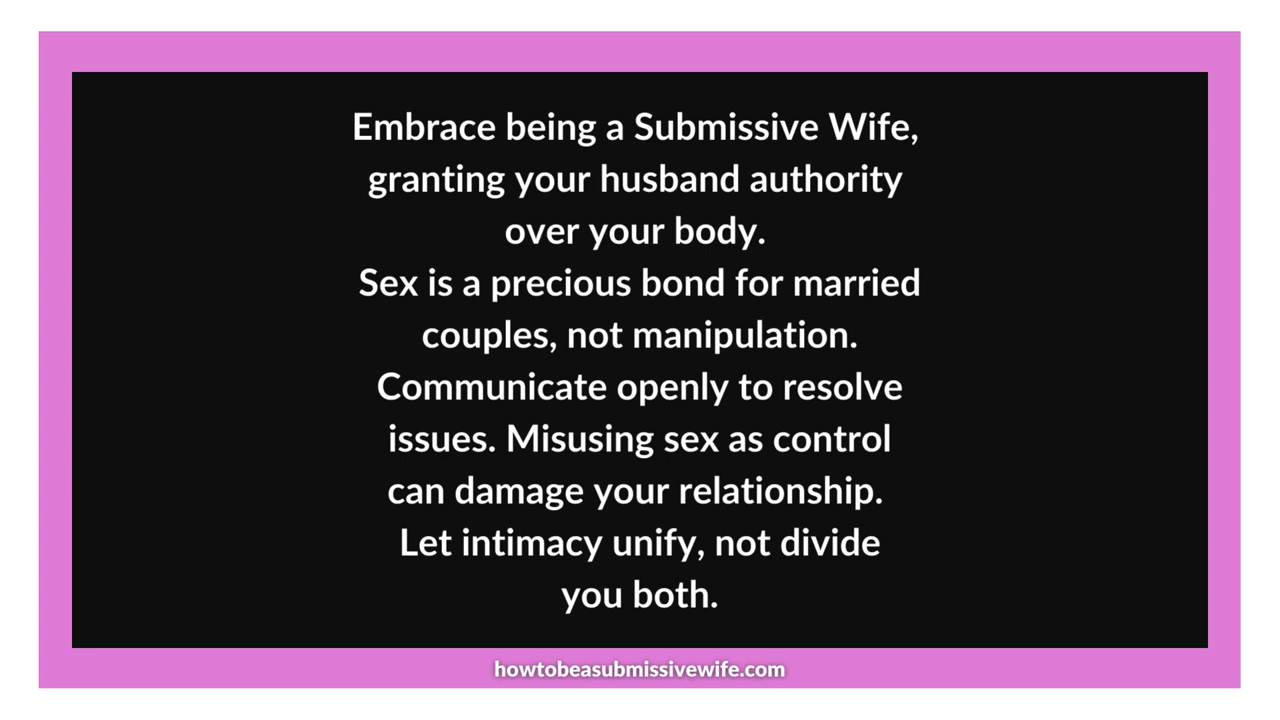 Embrace being a Submissive Wife,
granting your husband authority
over your body.
Sex is a precious bond for married
couples, not manipulation.
Communicate openly to resolve
issues. Misusing sex as control
can damage your relationship.
Let intimacy unify, not divide
you both.
howtobeasubmissivewife.com